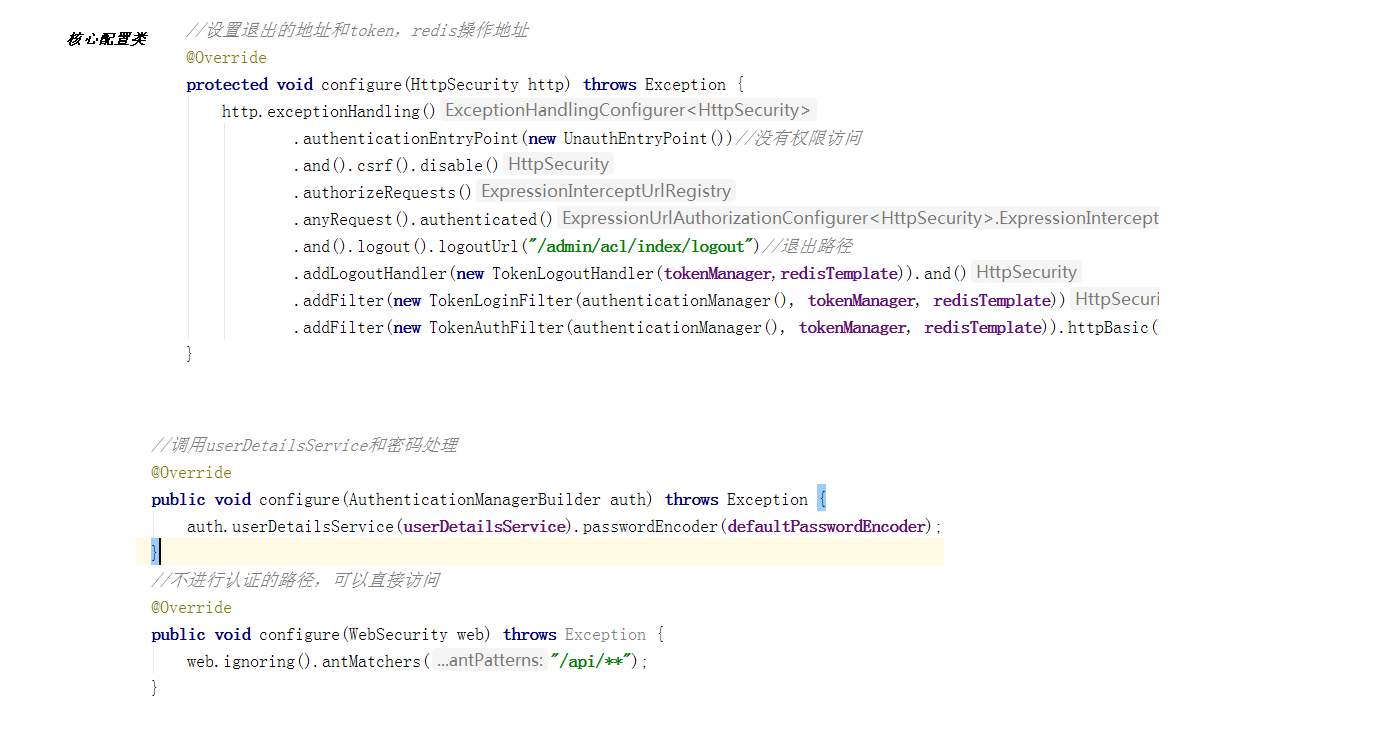 核心配置类
//设置退出的地址和token，redis操作地址
@Override
protected void configure(HttpSecurity http) throws Exception {
http.exceptionHandling() ExceptionHandlingConfigurer<HttpSecurity>
.authenticationEntryPoint(new UnauthEntryPoint())//没有权限访问
.and().csrf().disable() HttpSecurity
.authorizeRequests() ExpressionInterceptUrlRegistry
.anyRequest().authenticated() ExpressionUrlAuthorizationConfigurer<HttpSecurity>.ExpressionIntercept
.and().logout().logoutUrl("/admin/acl/index/logout")//退出路径
.addLogoutHandler(new TokenLogoutHandler(tokenManager,redisTemplate)).and() HttpSecurity
.addFilter(new TokenLoginFilter(authenticationManager(), tokenManager, redisTemplate)) HttpSecuri
.addFilter(new TokenAuthFilter(authenticationManager(), tokenManager, redisTemplate)).httpBasic(
}
//调用userDetailsService和密码处理
@Override
public void configure(AuthenticationManagerBuilder auth) throws Exception {
auth.userDetailsService(userDetailsService).passwordEncoder(defaultPasswordEncoder);
}
//不进行认证的路径，可以直接访问
@Override
public void configure(WebSecurity web) throws Exception {
web.ignoring().antMatchers( ...antPatterns: "/api/**");
}